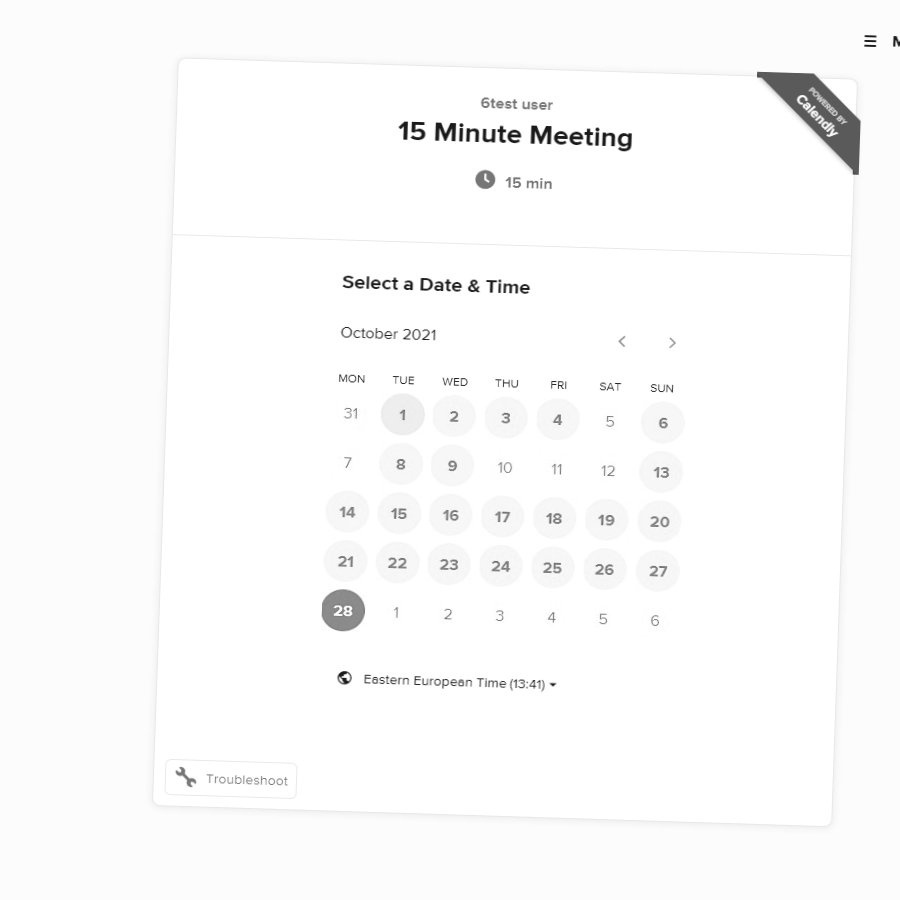 ☰ M
POWERED BY
Calendly
6test user
15 Minute Meeting
15 min
Select a Date & Time
October 2021
MON TUE WED THU FRI SAT SUN
31 1 2 3 4 5 6
7 8 9 10 11 12 13
14 15 16 17 18 19 20
21 22 23 24 25 26 27
28 1 2 3 4 5 6
Eastern European Time (13:41)
Troubleshoot